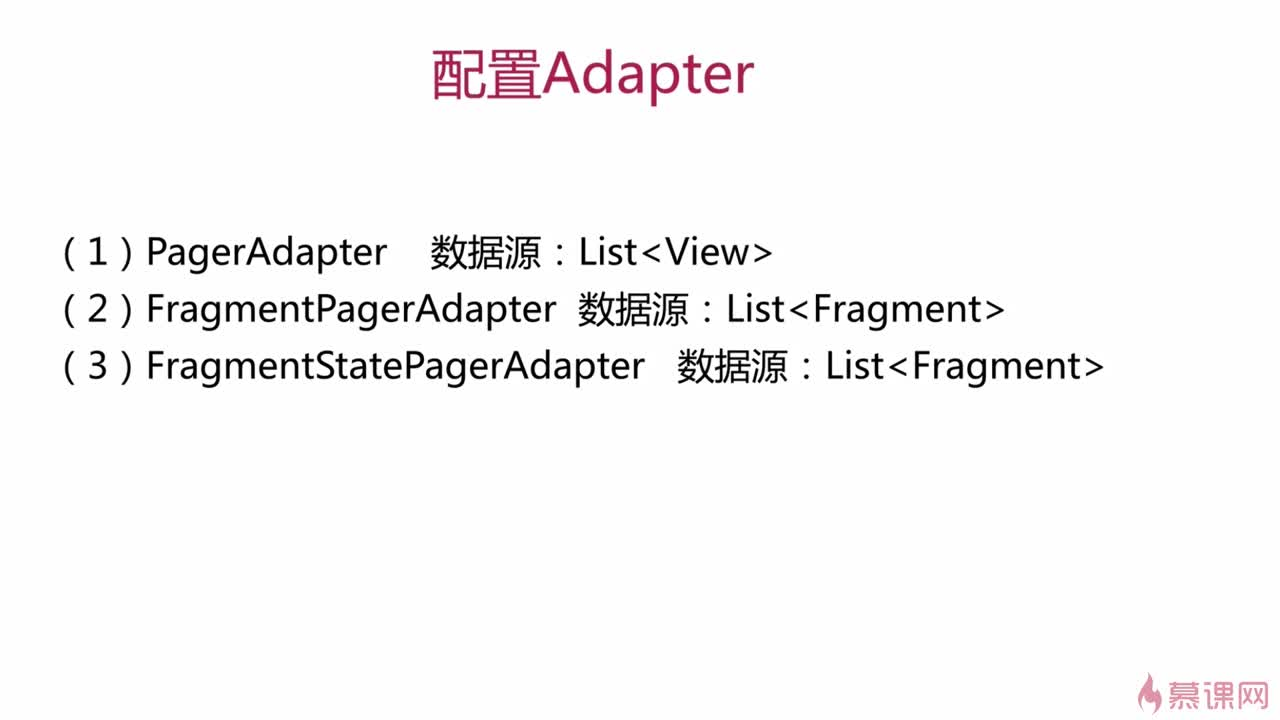 配置Adapter
（1）PagerAdapter 数据源：List<View>
（2）FragmentPagerAdapter 数据源：List<Fragment>
（3）FragmentStatePagerAdapter 数据源：List<Fragment>
慕课网